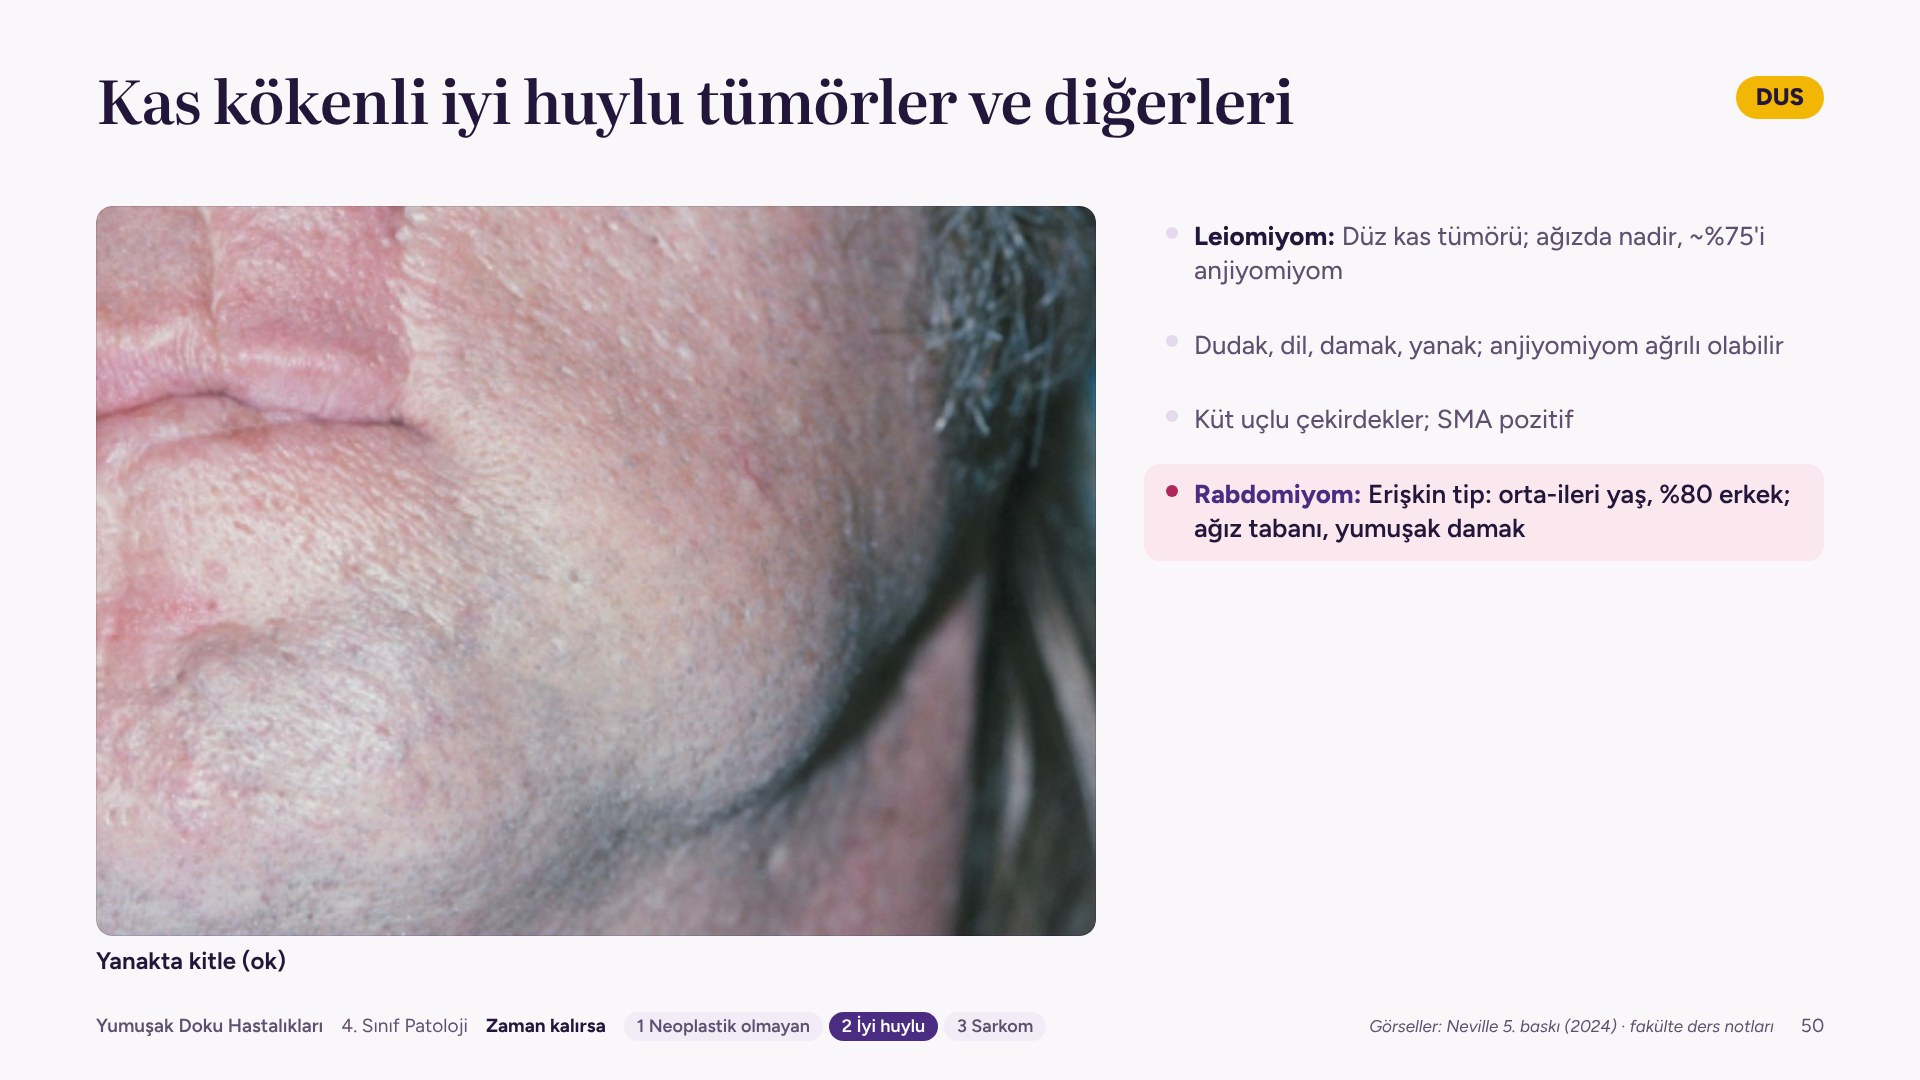 Kas kökenli iyi huylu tümörler ve diğerleri
DUS
Leiomiyom: Düz kas tümörü; ağızda nadir, ~%75'i
anjiyomiyom
Dudak, dil, damak, yanak; anjiyomiyom ağrılı olabilir
Küt uçlu çekirdekler; SMA pozitif
Rabdomiyom: Erişkin tip: orta-ileri yaş, %80 erkek;
ağız tabanı, yumuşak damak
Yanakta kitle (ok)
Yumuşak Doku Hastalıkları 4. Sınıf Patoloji Zaman kalırsa 1 Neoplastik olmayan 2 İyi huylu 3 Sarkom
Görseller: Neville 5. baskı (2024) · fakülte ders notları 50